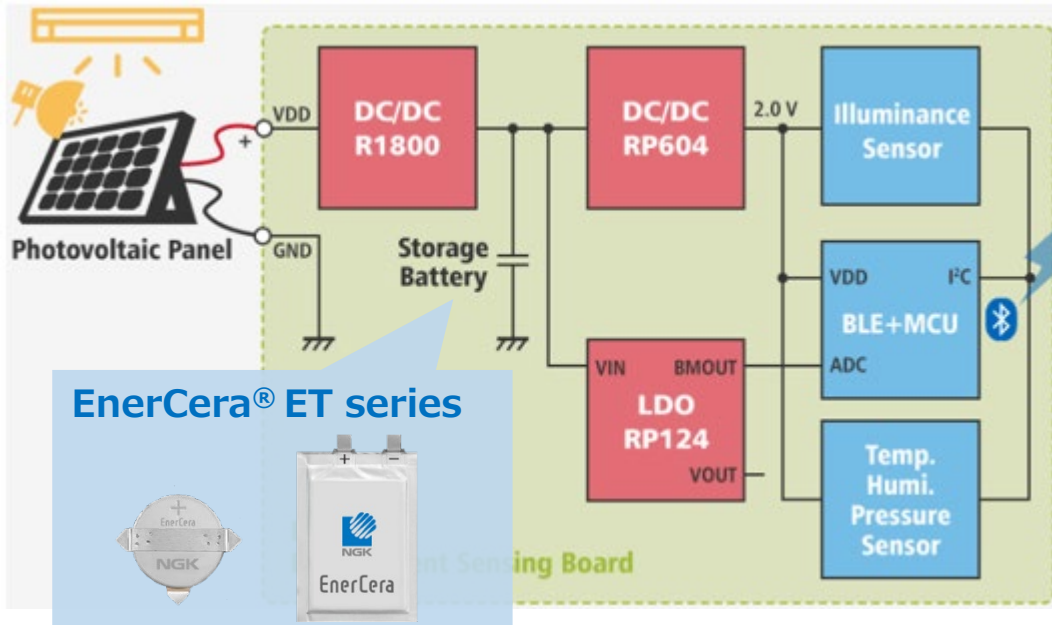 VDD
+
GND
Photovoltaic Panel
DC/DC
R1800
Storage
Battery
DC/DC
RP604
2.0 V
Illuminance
Sensor
VDD
I²C
BLE+MCU
ADC
VIN
BMOUT
LDO
RP124
VOUT
Temp.
Humi.
Pressure
Sensor
EnerCera® ET series
+
EnerCera
NGK
+
−
NGK
EnerCera
Sensing Board